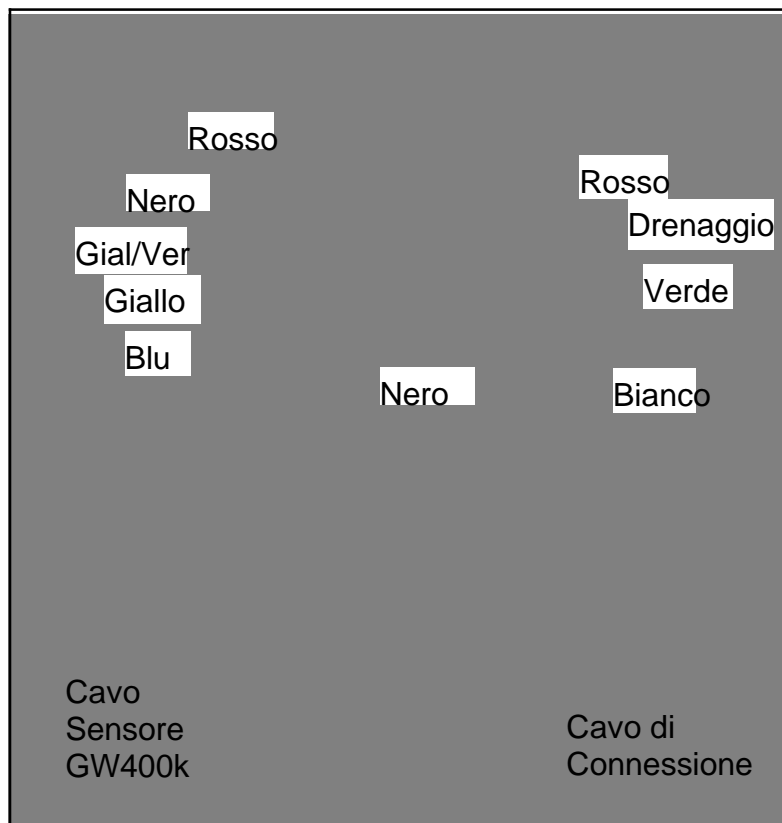 Rosso
Rosso
Nero
Drenaggio
Gial/Ver
Verde
Giallo
Blu
Nero
Bianco
Cavo
Sensore
GW400k
Cavo di
Connessione